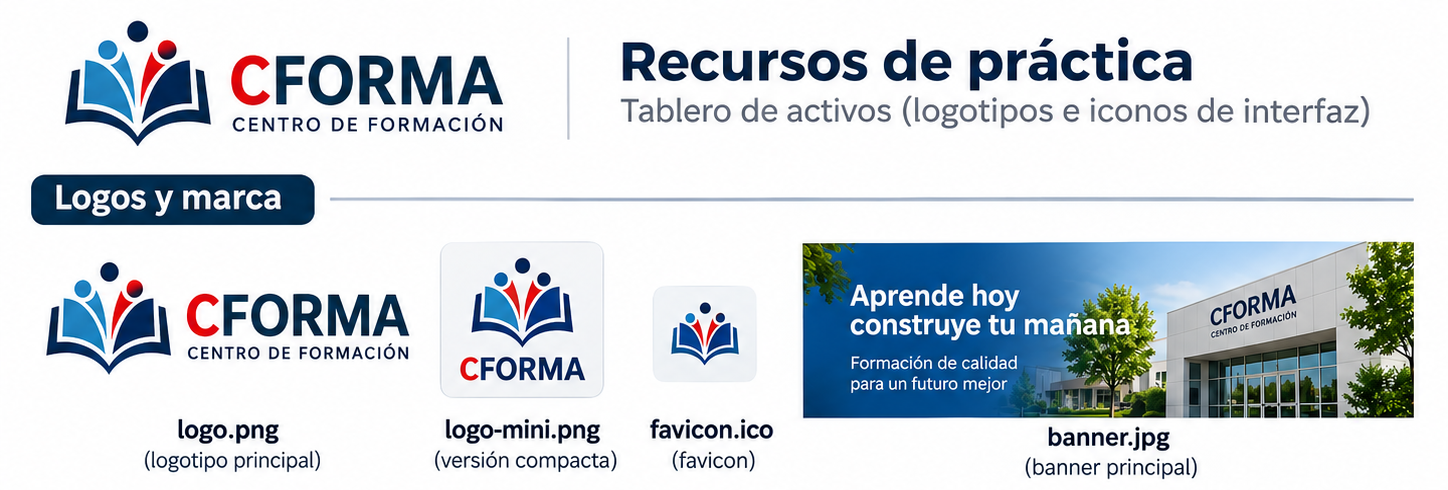 CFORMA
CENTRO DE FORMACIÓN
Recursos de práctica
Tablero de activos (logotipos e iconos de interfaz)
Logos y marca
CFORMA
CENTRO DE FORMACIÓN
logo.png
(logotipo principal)
CFORMA
logo-mini.png
(versión compacta)
favicon.ico
(favicon)
Aprende hoy
construye tu mañana
Formación de calidad
para un futuro mejor
CFORMA
CENTRO DE FORMACIÓN
banner.jpg
(banner principal)